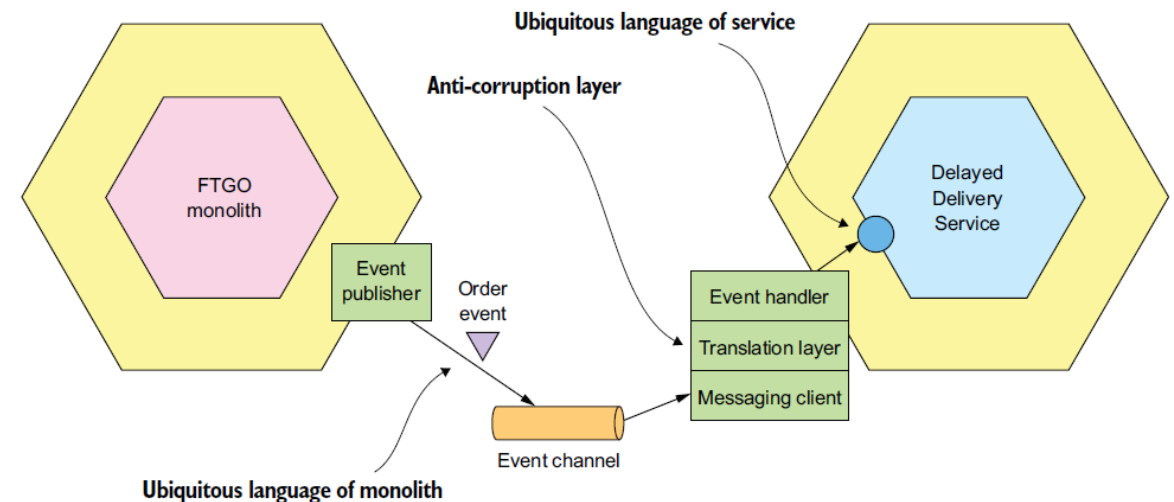 Ubiquitous language of service
Anti-corruption layer
FTGO
monolith
Delayed
Delivery
Service
Event
publisher
Order
event
Event handler
Translation layer
Messaging client
Event channel
Ubiquitous language of monolith